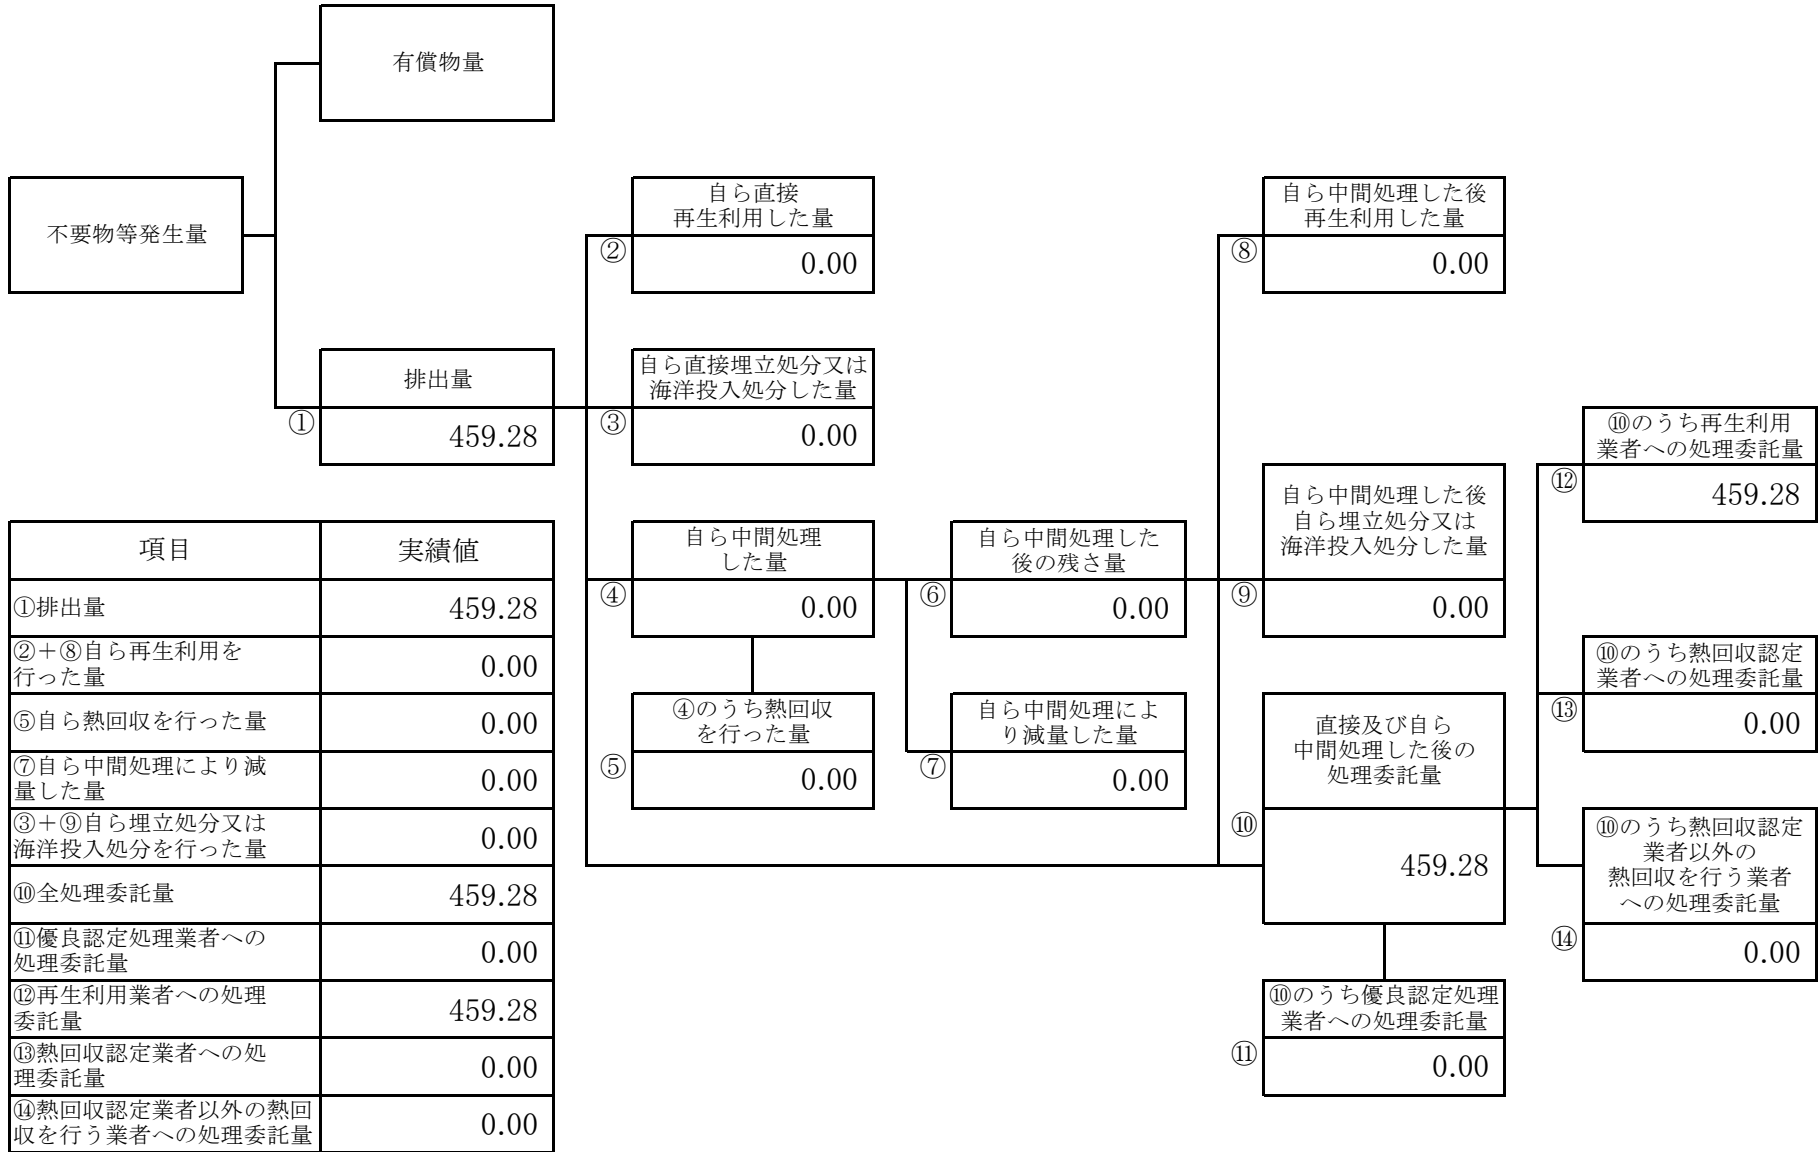 有償物量
不要物等発生量
自ら直接
再生利用した量
②
0.00
自ら中間処理した後
再生利用した量
⑧
0.00
排出量
①
459.28
自ら直接埋立処分又は
海洋投入処分した量
③
0.00
⑩のうち再生利用
業者への処理委託量
⑫
459.28
自ら中間処理
した量
④
0.00
自ら中間処理した
後の残さ量
⑥
0.00
自ら中間処理した後
自ら埋立処分又は
海洋投入処分した量
⑨
0.00
⑩のうち熱回収認定
業者への処理委託量
⑬
0.00
④のうち熱回収
を行った量
⑤
0.00
自ら中間処理によ
り減量した量
⑦
0.00
直接及び自ら
中間処理した後の
処理委託量
⑩
459.28
⑩のうち熱回収認定
業者以外の
熱回収を行う業者
への処理委託量
⑭
0.00
⑩のうち優良認定処理
業者への処理委託量
⑪
0.00
項目 実績値
①排出量 459.28
②+⑧自ら再生利用を
行った量 0.00
⑤自ら熱回収を行った量 0.00
⑦自ら中間処理により減
量した量 0.00
③+⑨自ら埋立処分又は
海洋投入処分を行った量 0.00
⑩全処理委託量 459.28
⑪優良認定処理業者への
処理委託量 0.00
⑫再生利用業者への処理
委託量 459.28
⑬熱回収認定業者への処
理委託量 0.00
⑭熱回収認定業者以外の熱回
収を行う業者への処理委託量 0.00